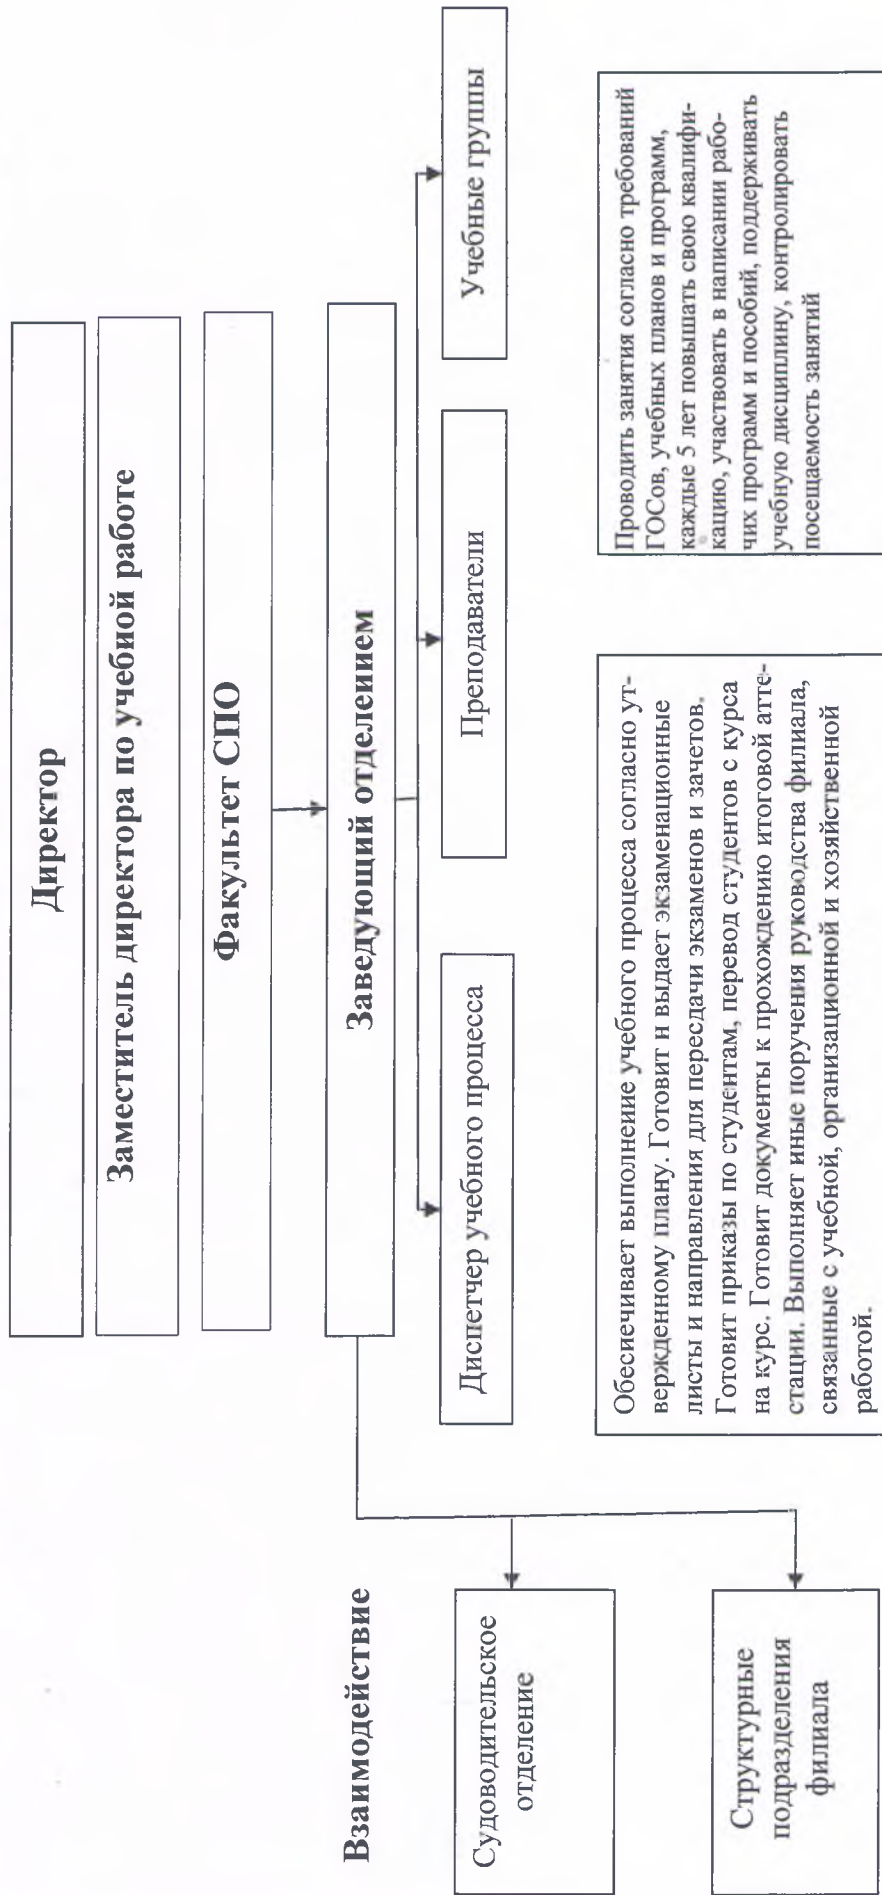 Директор
Заместитель директора по учебной работе
Факультет СПО
Заведующий отделением
Взаимодействие
Судоводительское
отделение
Структурные
подразделения
филиала
Диспетчер учебного процесса
Преподаватели
Учебные группы
Обеспечивает выполнение учебного процесса согласно ут-
вержденному плану. Готовит и выдает экзаменационные
листы и направления для пересдачи экзаменов и зачетов.
Готовит приказы по студентам, перевод студентов с курса
на курс. Готовит документы к прохождению итоговой атте-
стации. Выполняет иные поручения руководства филиала,
связанные с учебной, организационной и хозяйственной
работой.
Проводить занятия согласно требований
ГОСов, учебных планов и программ,
каждые 5 лет повышать свою квалифи-
кацию, участвовать в написании рабо-
чих программ и пособий, поддерживать
учебную дисциплину, контролировать
посещаемость занятий